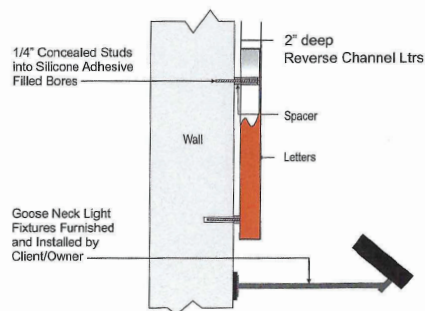 1/4" Concealed Studs
into Silicone Adhesive
Filled Bores
2" deep
Reverse Channel Ltrs
Spacer
Wall
Letters
Goose Neck Light
Fixtures Furnished
and Installed by
Client/Owner